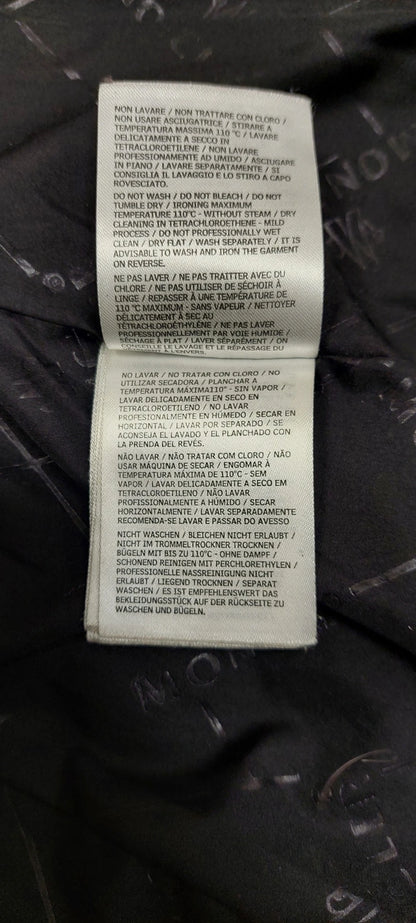 NON LAVARE / NON TRATTARE CON CLORO /
NON USARE ASCIUGATRICE / STIRARE A
TEMPERATURA MASSIMA 110 °C / LAVARE
DELICATAMENTE A SECCO IN
TETRACLOROETILENE / NON LAVARE
PROFESSIONALMENTE AD UMIDO / ASCIUGARE
IN PIANO / LAVARE SEPARATAMENTE / SI
CONSIGLIA IL LAVAGGIO E LO STIRO A CAPO
ROVESCIATO.
DO NOT WASH / DO NOT BLEACH / DO NOT
TUMBLE DRY / IRONING MAXIMUM
TEMPERATURE 110°C - WITHOUT STEAM / DRY
CLEANING IN TETRACHLOROETHENE - MILD
PROCESS / DO NOT PROFESSIONALLY WET
CLEAN / DRY FLAT / WASH SEPARATELY / IT IS
ADVISABLE TO WASH AND IRON THE GARMENT
ON REVERSE.
NE PAS LAVER / NE PAS TRAITTER AVEC DU
CHLORE / NE PAS UTILISER DE SÉCHOIR À
LINGE / REPASSER À UNE TEMPÉRATURE DE
110 °C MAXIMUM - SANS VAPEUR / NETTOYER
DÉLICATEMENT À SEC AU
TÉTRACHLOROÉTHYLÈNE / NE PAS LAVER
PROFESSIONNELLEMENT PAR VOIE HUMIDE /
SÉCHAGE À PLAT / LAVER SÉPARÉMENT / ON
CONSEILLE LE LAVAGE ET LE REPASSAGE DU
À L'ENVERS.
NO LAVAR / NO TRATAR CON CLORO / NO
UTILIZAR SECADORA / PLANCHAR A
TEMPERATURA MÁXIMA110° - SIN VAPOR /
LAVAR DELICADAMENTE EN SECO EN
TETRACLOROETILENO / NO LAVAR
PROFESIONALMENTE EN HÚMEDO / SECAR EN
HORIZONTAL / LAVAR POR SEPARADO / SE
ACONSEJA EL LAVADO Y EL PLANCHADO CON
LA PRENDA DEL REVÉS.
NÃO LAVAR / NÃO TRATAR COM CLORO / NÃO
USAR MÁQUINA DE SECAR / ENGOMAR À
TEMPERATURA MÁXIMA DE 110°C - SEM
VAPOR / LAVAR DELICADAMENTE A SECO EM
TETRACLOROETILENO / NÃO LAVAR
PROFISSIONALMENTE A HÚMIDO / SECAR
HORIZONTALMENTE / LAVAR SEPARADAMENTE
RECOMENDA-SE LAVAR E PASSAR DO AVESSO
NICHT WASCHEN / BLEICHEN NICHT ERLAUBT /
NICHT IM TROMMELTROCKNER TROCKNEN /
BÜGELN MIT BIS ZU 110°C - OHNE DAMPF /
SCHONEND REINIGEN MIT PERCHLORETHYLEN /
PROFESSIONELLE NASSREINIGUNG NICHT
ERLAUBT / LIEGEND TROCKNEN / SEPARAT
WASCHEN / ES IST EMPFEHLENSWERT DAS
BEKLEIDUNGSSTÜCK AUF DER RÜCKSEITE ZU
WASCHEN UND BÜGELN.